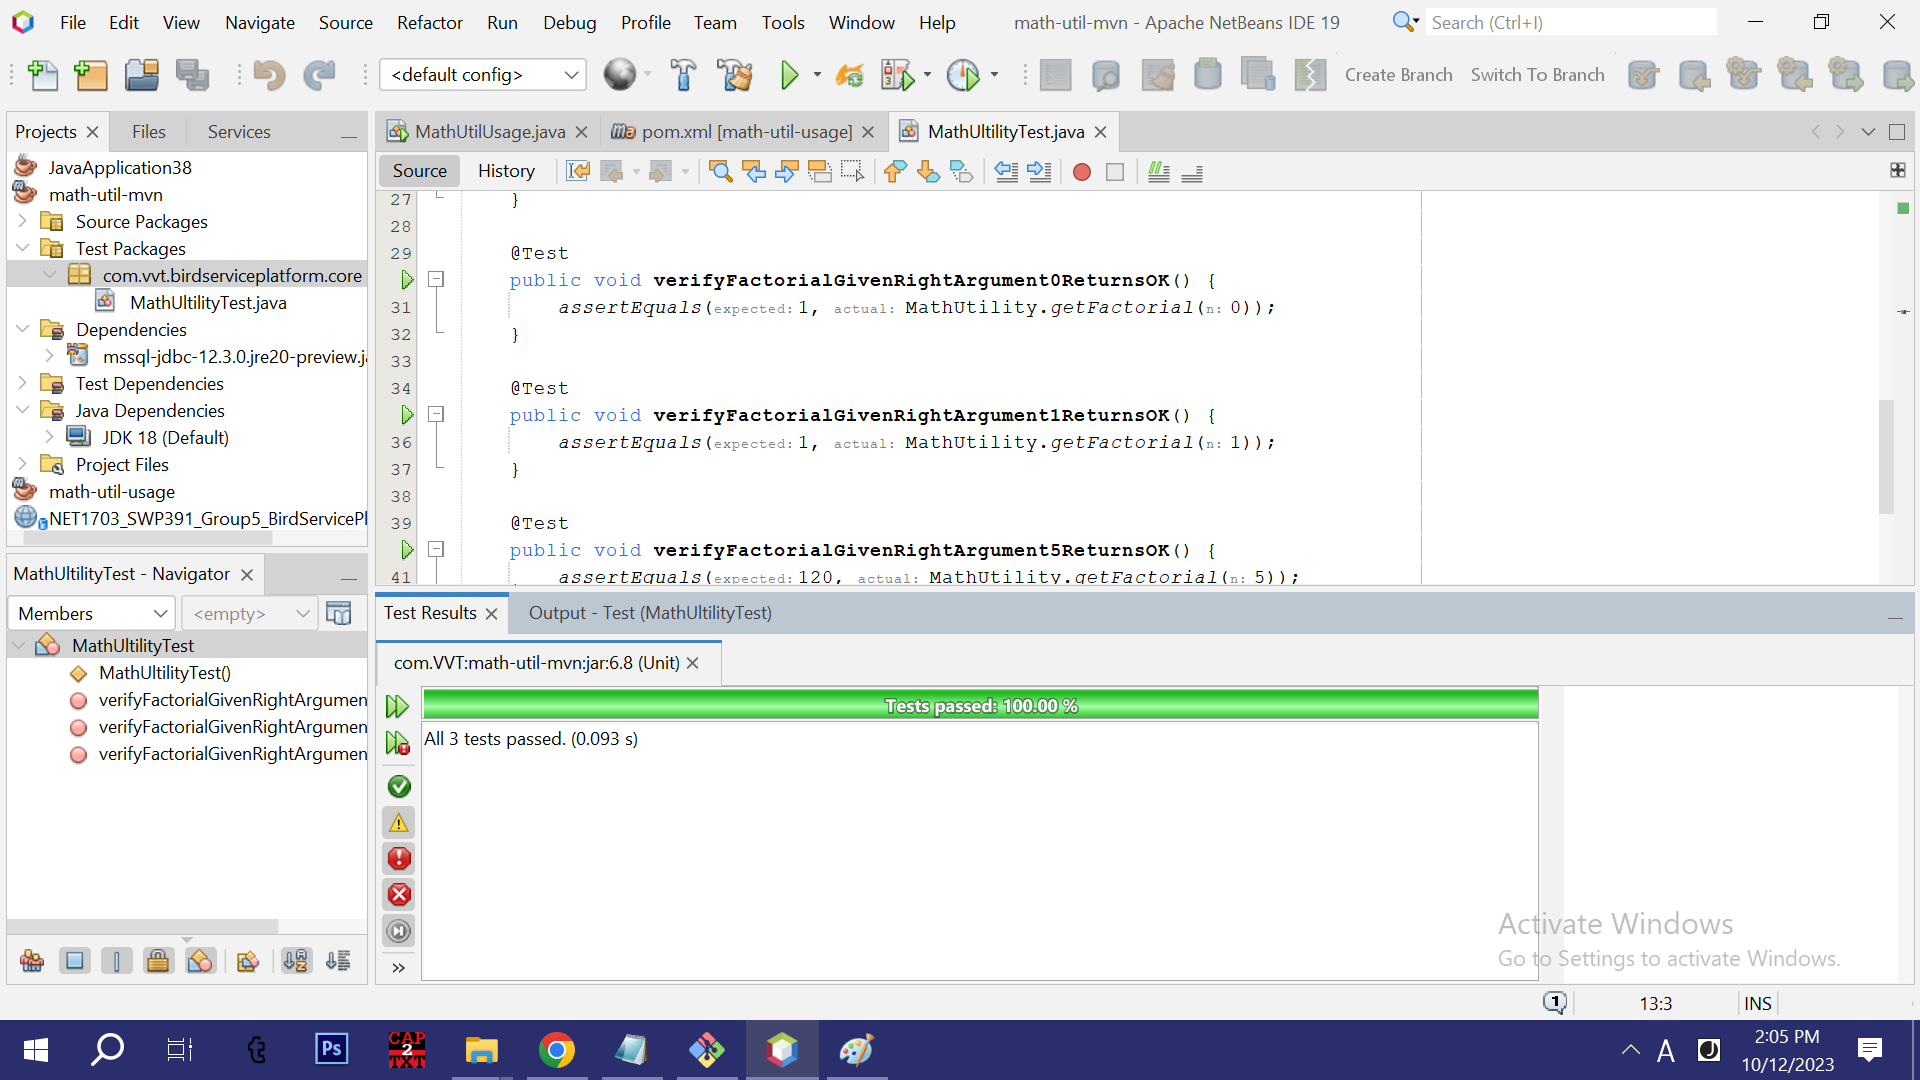 File Edit View Navigate Source Refactor Run Debug Profile Team Tools Window Help math-util-mvn - Apache NetBeans IDE 19 Search (Ctrl+I)
<default config> Create Branch Switch To Branch
Projects Files Services
JavaApplication38
math-util-mvn
Source Packages
Test Packages
com.vvt.birdserviceplatform.core
MathUltilityTest.java
Dependencies
mssql-jdbc-12.3.0.jre20-preview.ja
Test Dependencies
Java Dependencies
JDK 18 (Default)
Project Files
math-util-usage
NET1703_SWP391_Group5_BirdServicePl
MathUltilityTest - Navigator
Members <empty>
MathUltilityTest
MathUltilityTest()
verifyFactorialGivenRightArgumen
verifyFactorialGivenRightArgumen
verifyFactorialGivenRightArgumen
MathUtilUsage.java pom.xml [math-util-usage] MathUltilityTest.java
Source History
27 }
28
29 @Test
public void verifyFactorialGivenRightArgument0ReturnsOK() {
31 assertEquals(expected: 1, actual: MathUtility.getFactorial(n: 0));
32 }
33
34 @Test
public void verifyFactorialGivenRightArgument1ReturnsOK() {
36 assertEquals(expected: 1, actual: MathUtility.getFactorial(n: 1));
37 }
38
39 @Test
public void verifyFactorialGivenRightArgument5ReturnsOK() {
41 assertEquals(expected: 120, actual: MathUtility.getFactorial(n: 5));
Test Results Output - Test (MathUltilityTest)
com.VVT:math-util-mvn:jar:6.8 (Unit)
Tests passed: 100.00 %
All 3 tests passed. (0.093 s)
Activate Windows
Go to Settings to activate Windows.
1 13:3 INS
t Ps CAP 2 TXT A J 2:05 PM
10/12/2023